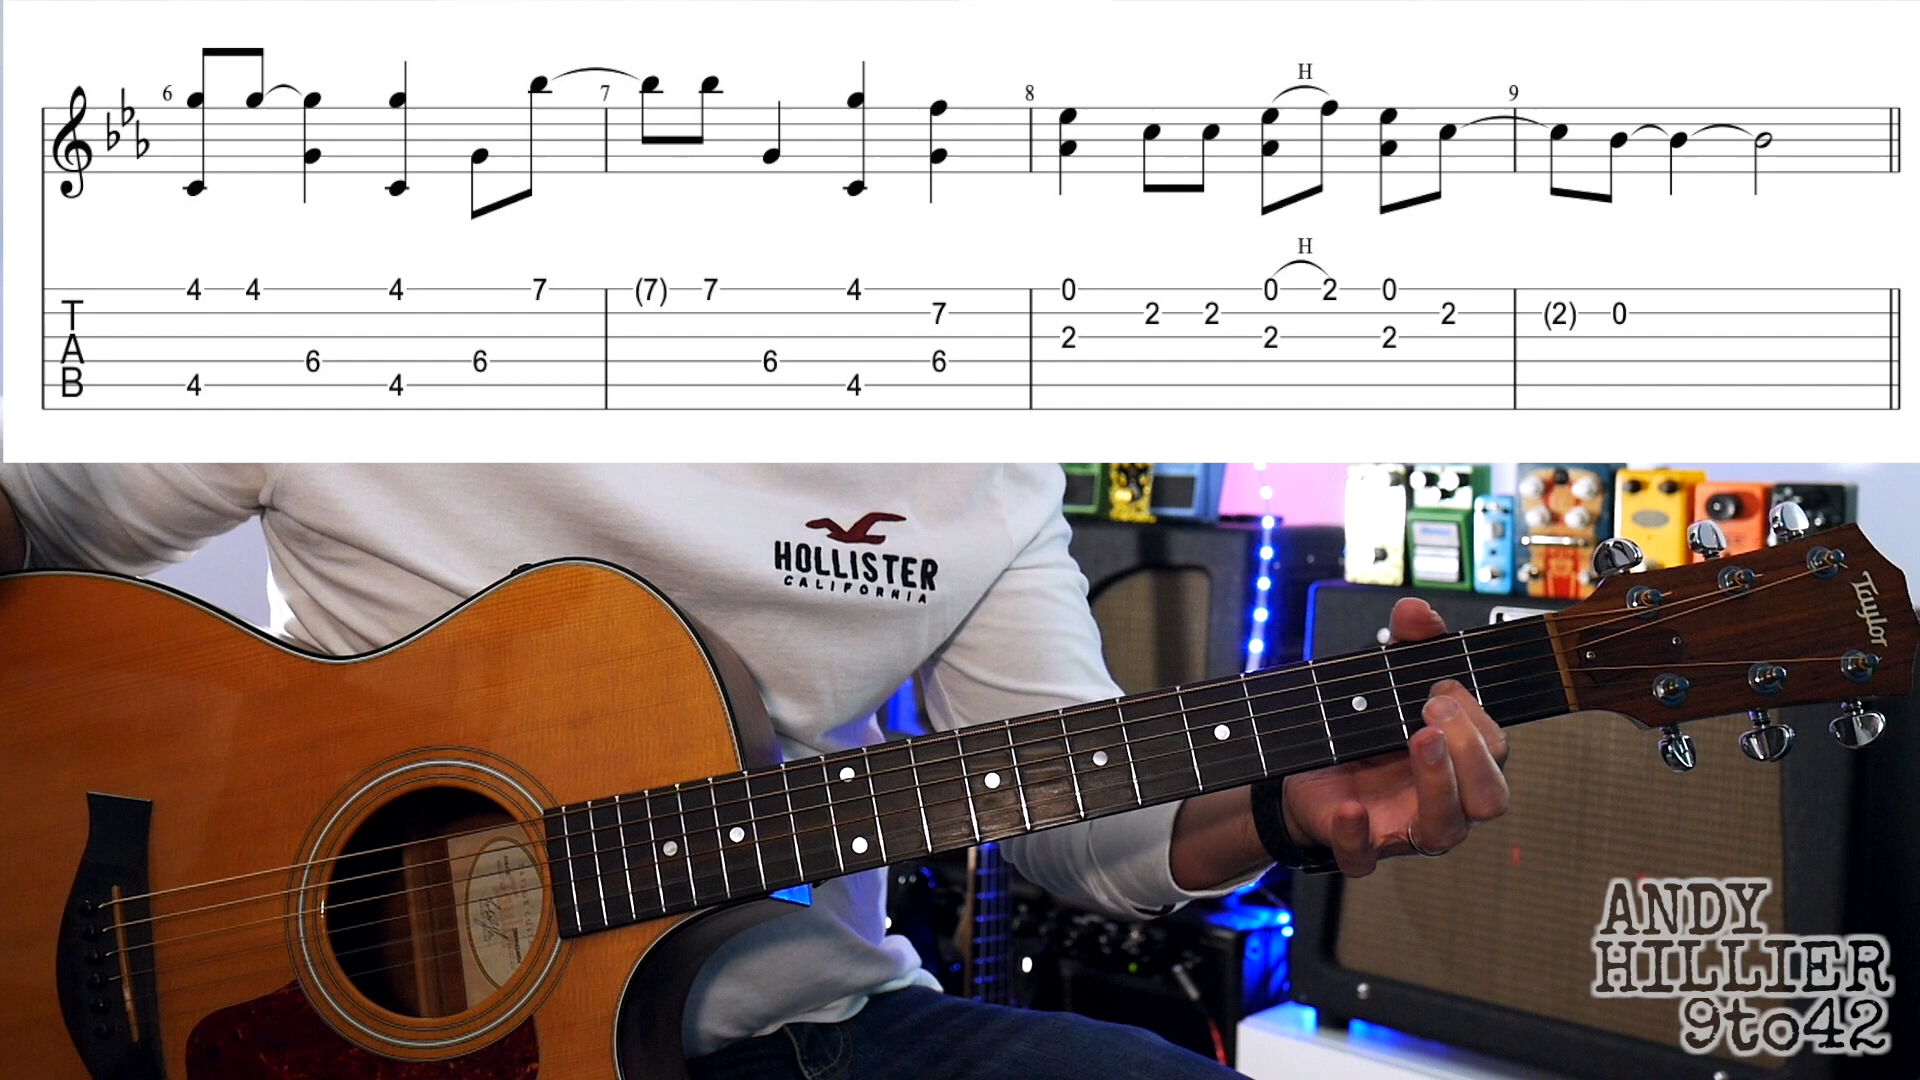 6 7 8 9
H
H
4 4 4 7 (7) 7 4 0 0 2 0
T 7 2 2 2 (2) 0
A 2 2 2
6 6 6 6
B 4 4 4
HOLLISTER
CALIFORNIA
Taylor
ANDY
HILLIER
9to42